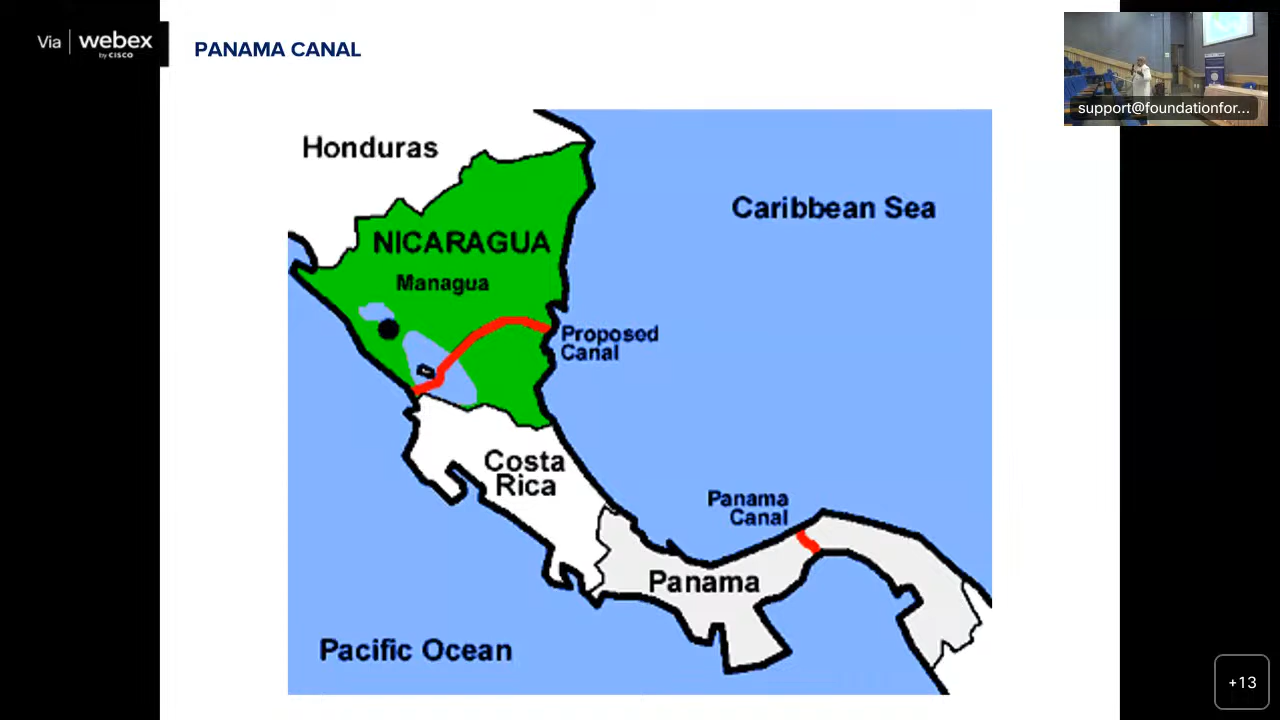 Via webex
by CISCO
PANAMA CANAL
support@foundationfor...
Honduras
Caribbean Sea
NICARAGUA
Managua
Proposed
Canal
Costa
Rica
Panama
Canal
Panama
Pacific Ocean
+13